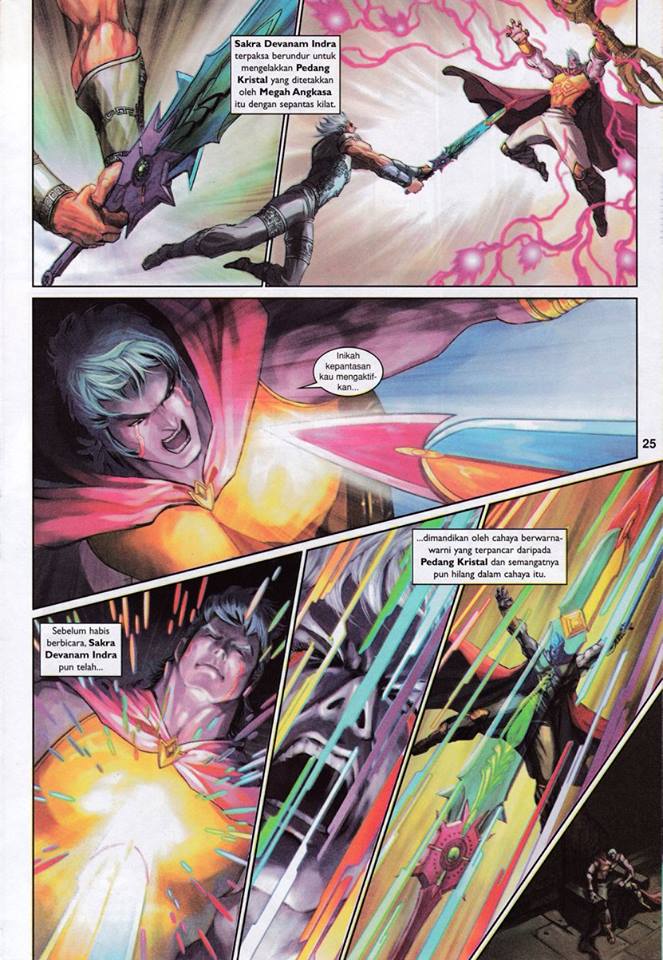 Sakra Devanam Indra
terpaksa berundur untuk
mengelakkan Pedang
Kristal yang ditetakkan
oleh Megah Angkasa
itu dengan sepantas kilat.
Inikah
kepantasan
kau mengaktif-
kan...
25
...dimandikan oleh cahaya berwarna-
warni yang terpancar daripada
Pedang Kristal dan semangatnya
pun hilang dalam cahaya itu.
Sebelum habis
berbicara, Sakra
Devanam Indra
pun telah...